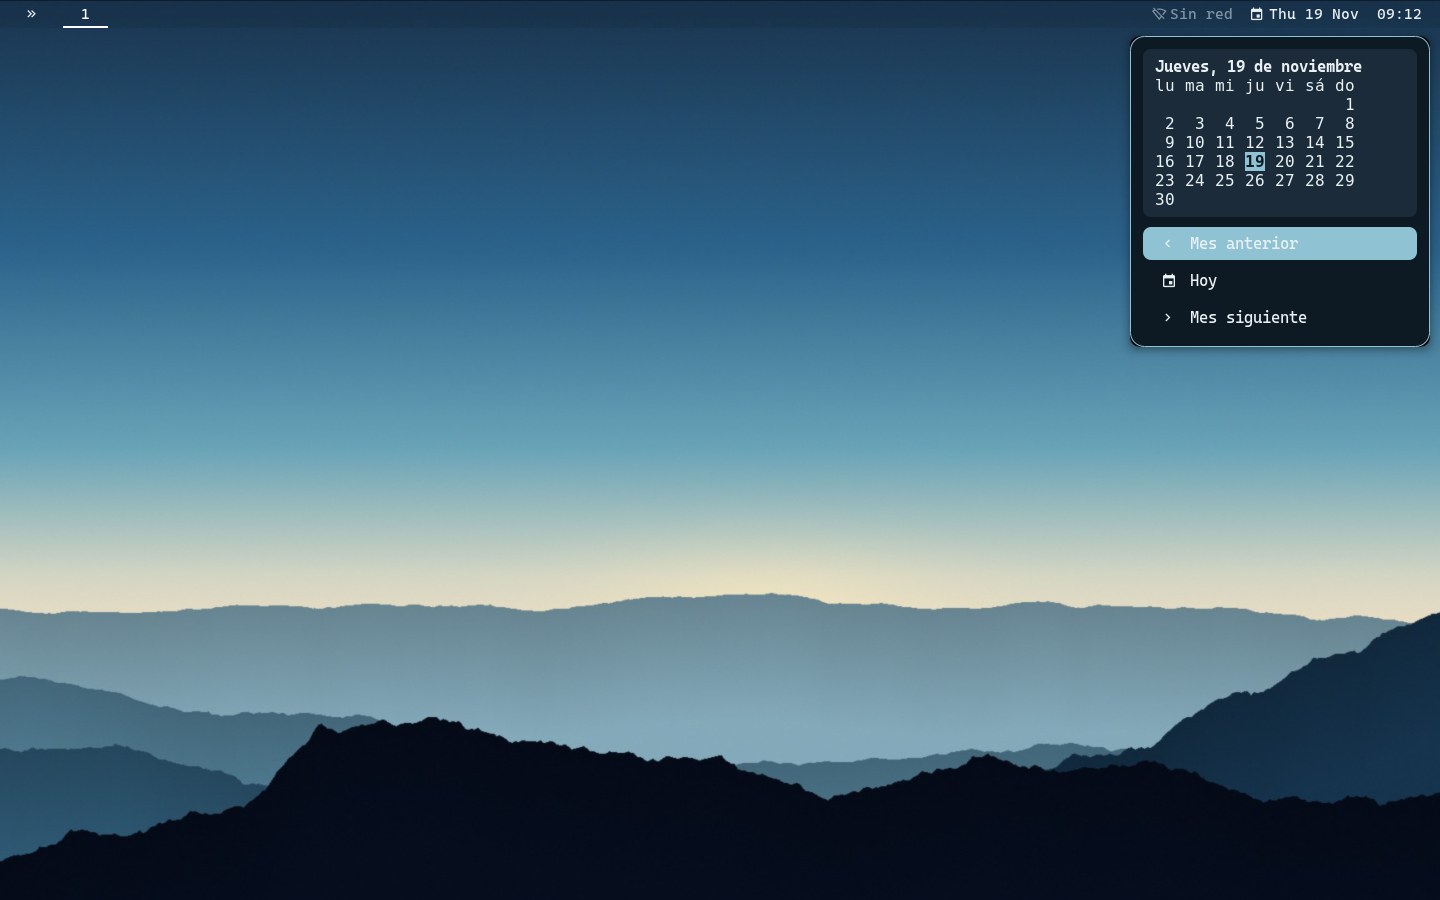 » 1 Sin red Thu 19 Nov 09:12
Jueves, 19 de noviembre
lu ma mi ju vi sá do
1
2 3 4 5 6 7 8
9 10 11 12 13 14 15
16 17 18 19 20 21 22
23 24 25 26 27 28 29
30
‹ Mes anterior
Hoy
› Mes siguiente